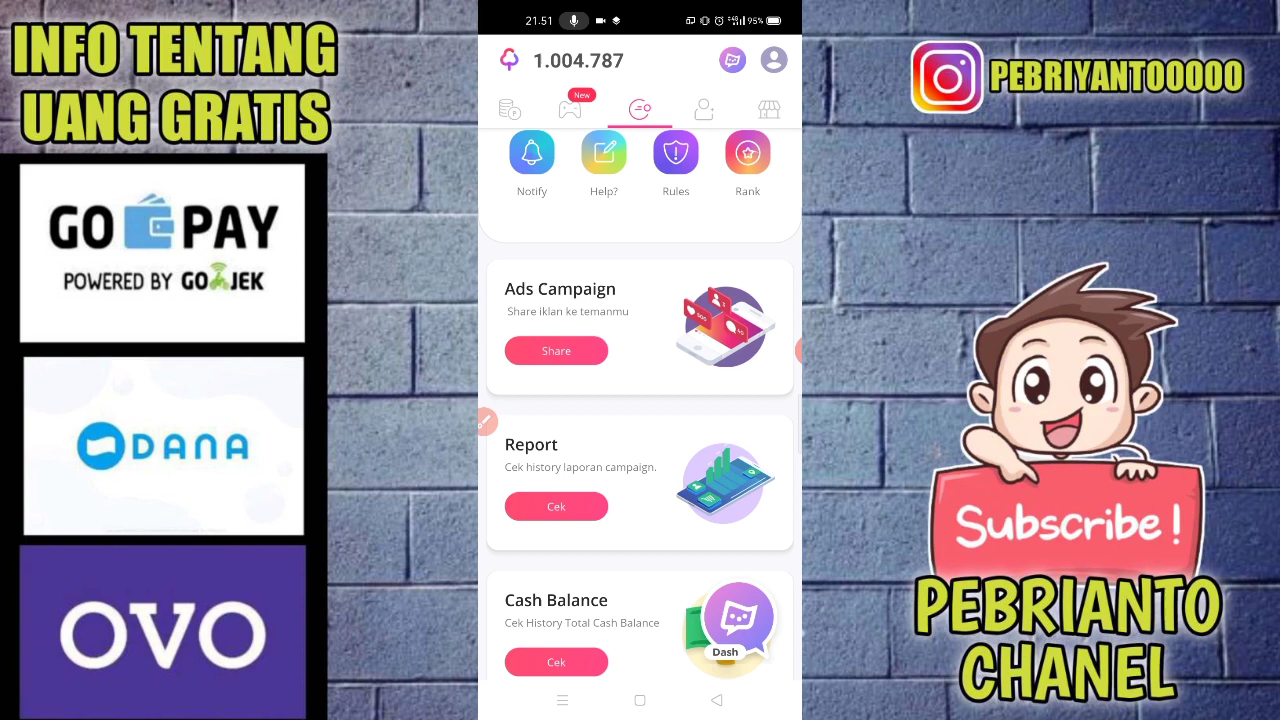 INFO TENTANG
UANG GRATIS
GO PAY
POWERED BY GOJEK
DANA
OVO
21.51
95%
1.004.787
New
Notify
Help?
Rules
Rank
Ads Campaign
Share iklan ke temanmu
Share
Report
Cek history laporan campaign.
Cek
Cash Balance
Cek History Total Cash Balance
Cek
Dash
PEBRIYANTOOOOO
Subscribe!
PEBRIANTO
CHANEL